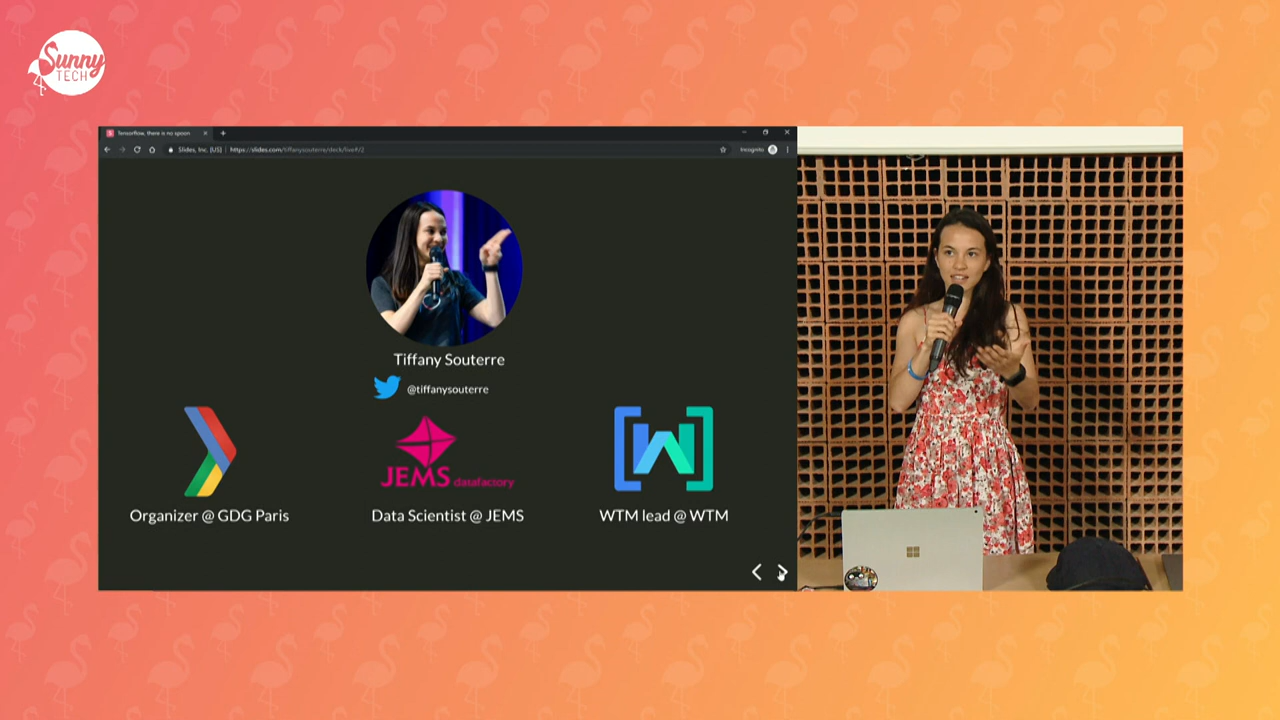 Sunny
TECH
Tensorflow, there is no spoon
Slides, Inc. [US] | https://slides.com/tiffanysouterre/deck/live#/2
Incognito
Tiffany Souterre
@tiffanysouterre
JEMS datafactory
Organizer @ GDG Paris
Data Scientist @ JEMS
WTM lead @ WTM